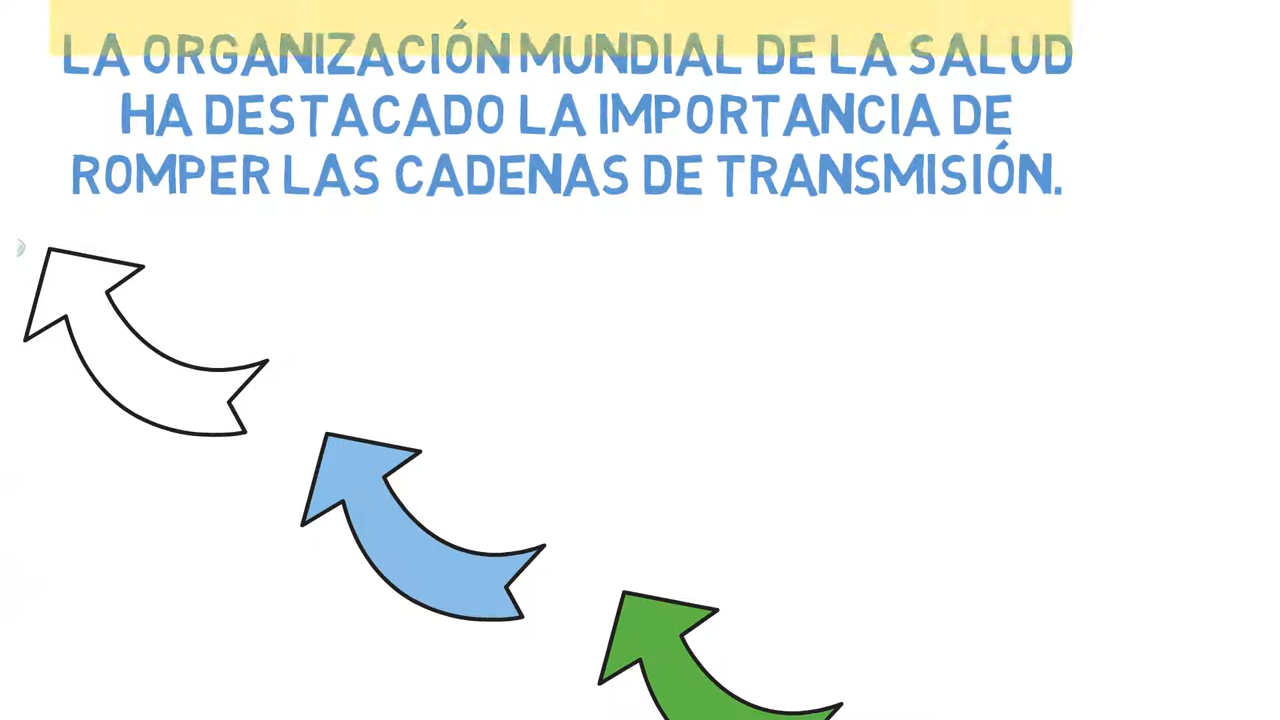 LA ORGANIZACIÓN MUNDIAL DE LA SALUD
HA DESTACADO LA IMPORTANCIA DE
ROMPER LAS CADENAS DE TRANSMISIÓN.